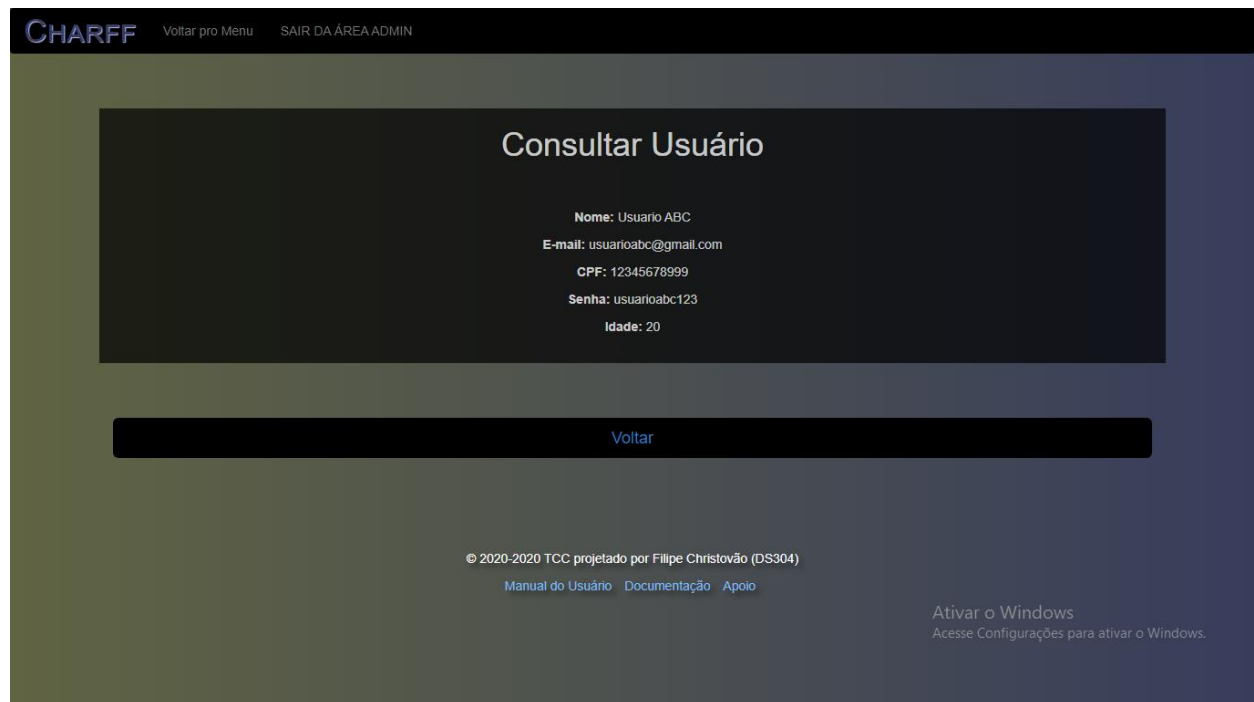 CHARFF Voltar pro Menu SAIR DA ÁREA ADMIN
Consultar Usuário
Nome: Usuario ABC
E-mail: usuarioabc@gmail.com
CPF: 12345678999
Senha: usuarioabc123
Idade: 20
Voltar
© 2020-2020 TCC projetado por Filipe Christovão (DS304)
Manual do Usuário Documentação Apoio
Ativar o Windows
Acesse Configurações para ativar o Windows.